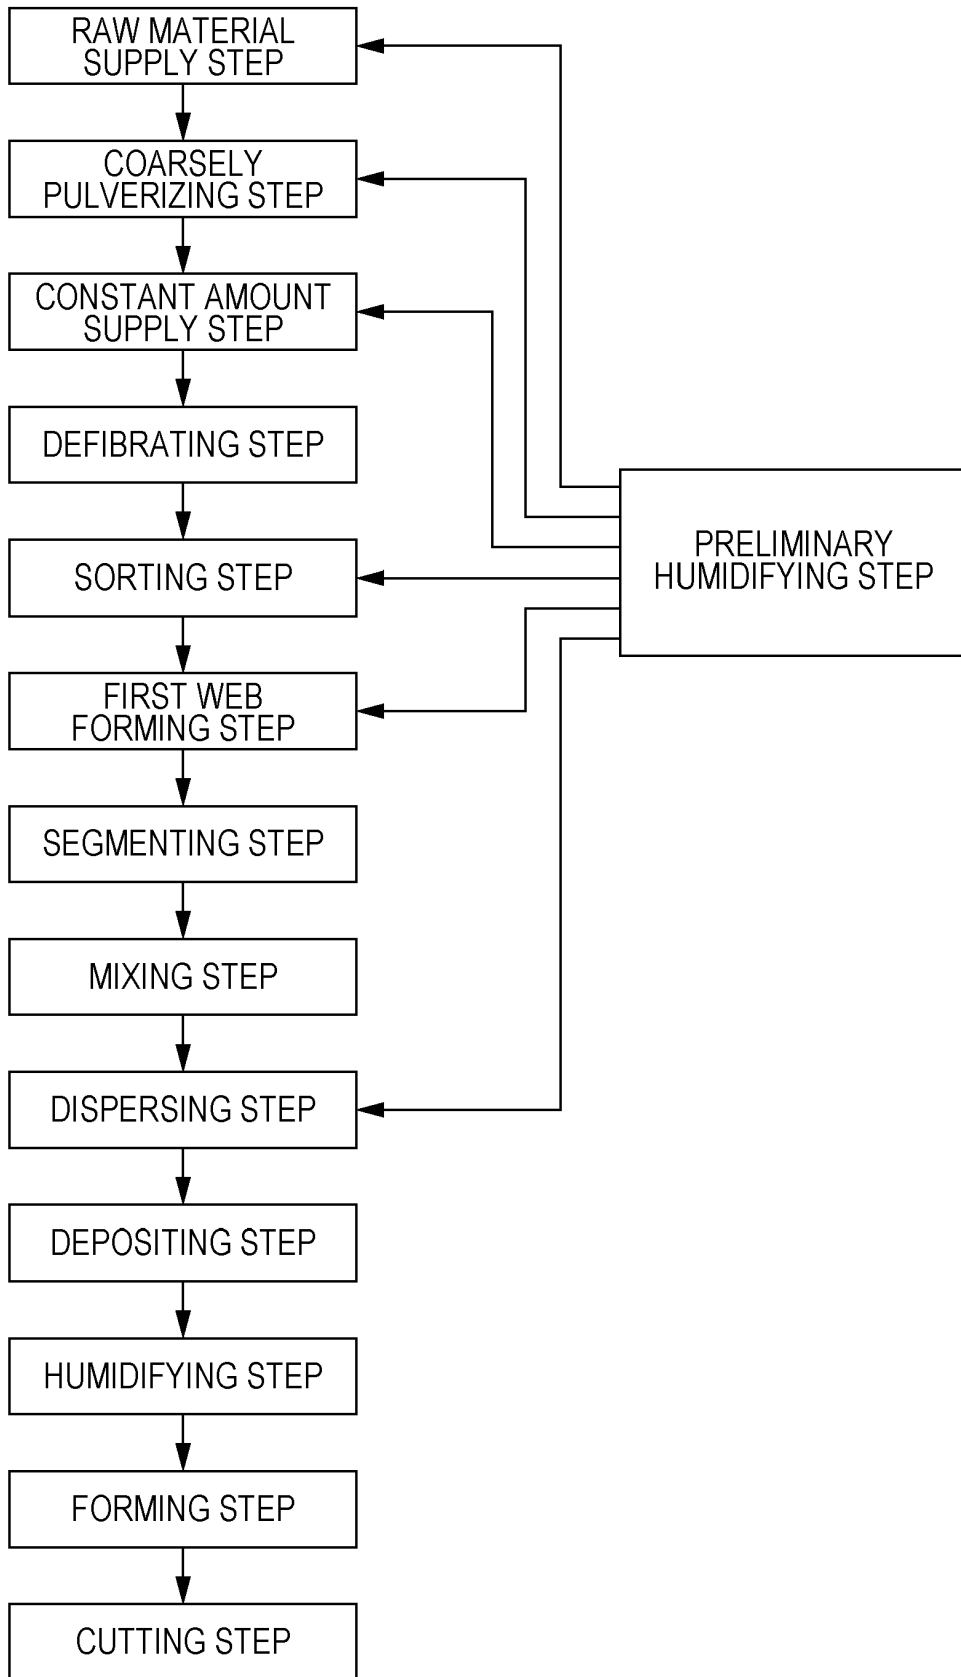 RAW MATERIAL
SUPPLY STEP
COARSELY
PULVERIZING STEP
CONSTANT AMOUNT
SUPPLY STEP
DEFIBRATING STEP
SORTING STEP
PRELIMINARY
HUMIDIFYING STEP
FIRST WEB
FORMING STEP
SEGMENTING STEP
MIXING STEP
DISPERSING STEP
DEPOSITING STEP
HUMIDIFYING STEP
FORMING STEP
CUTTING STEP